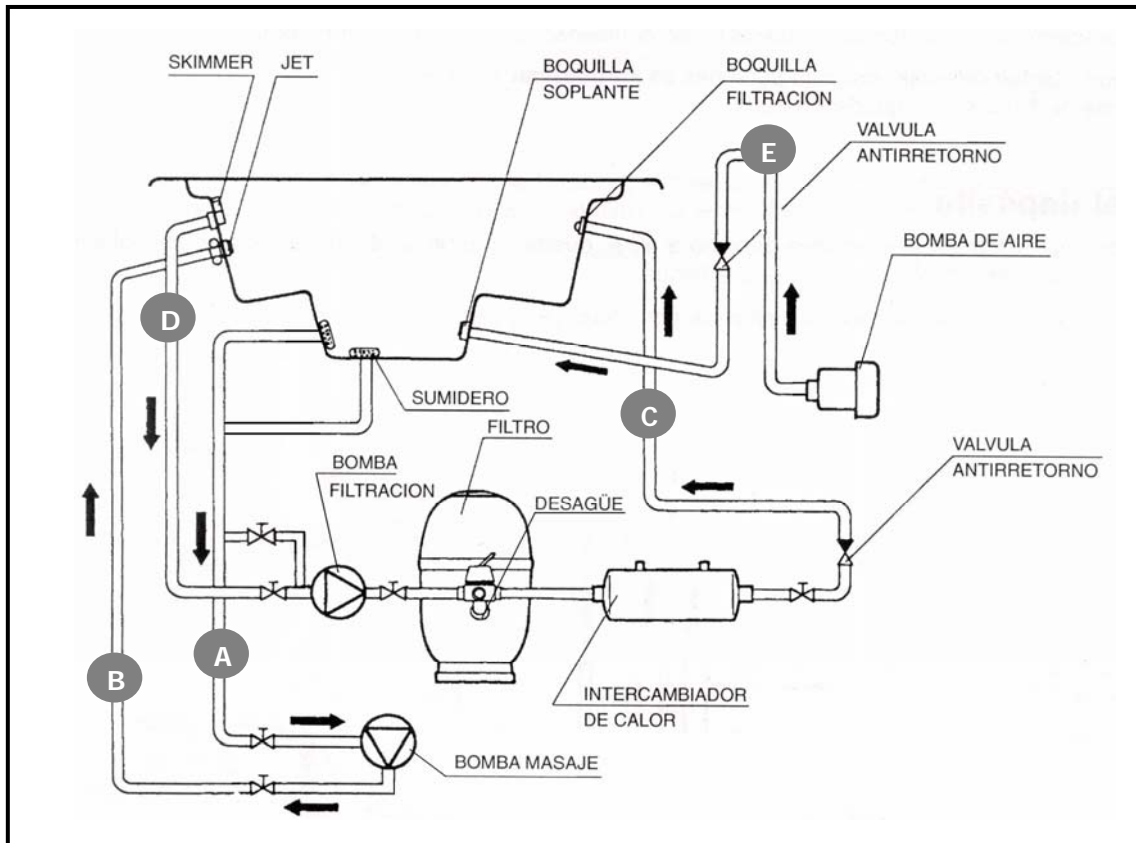 SKIMMER
JET
BOQUILLA
SOPLANTE
BOQUILLA
FILTRACION
E
VALVULA
ANTIRRETORNO
BOMBA DE AIRE
D
SUMIDERO
C
FILTRO
BOMBA
FILTRACION
DESAGÜE
VALVULA
ANTIRRETORNO
A
B
INTERCAMBIADOR
DE CALOR
BOMBA MASAJE